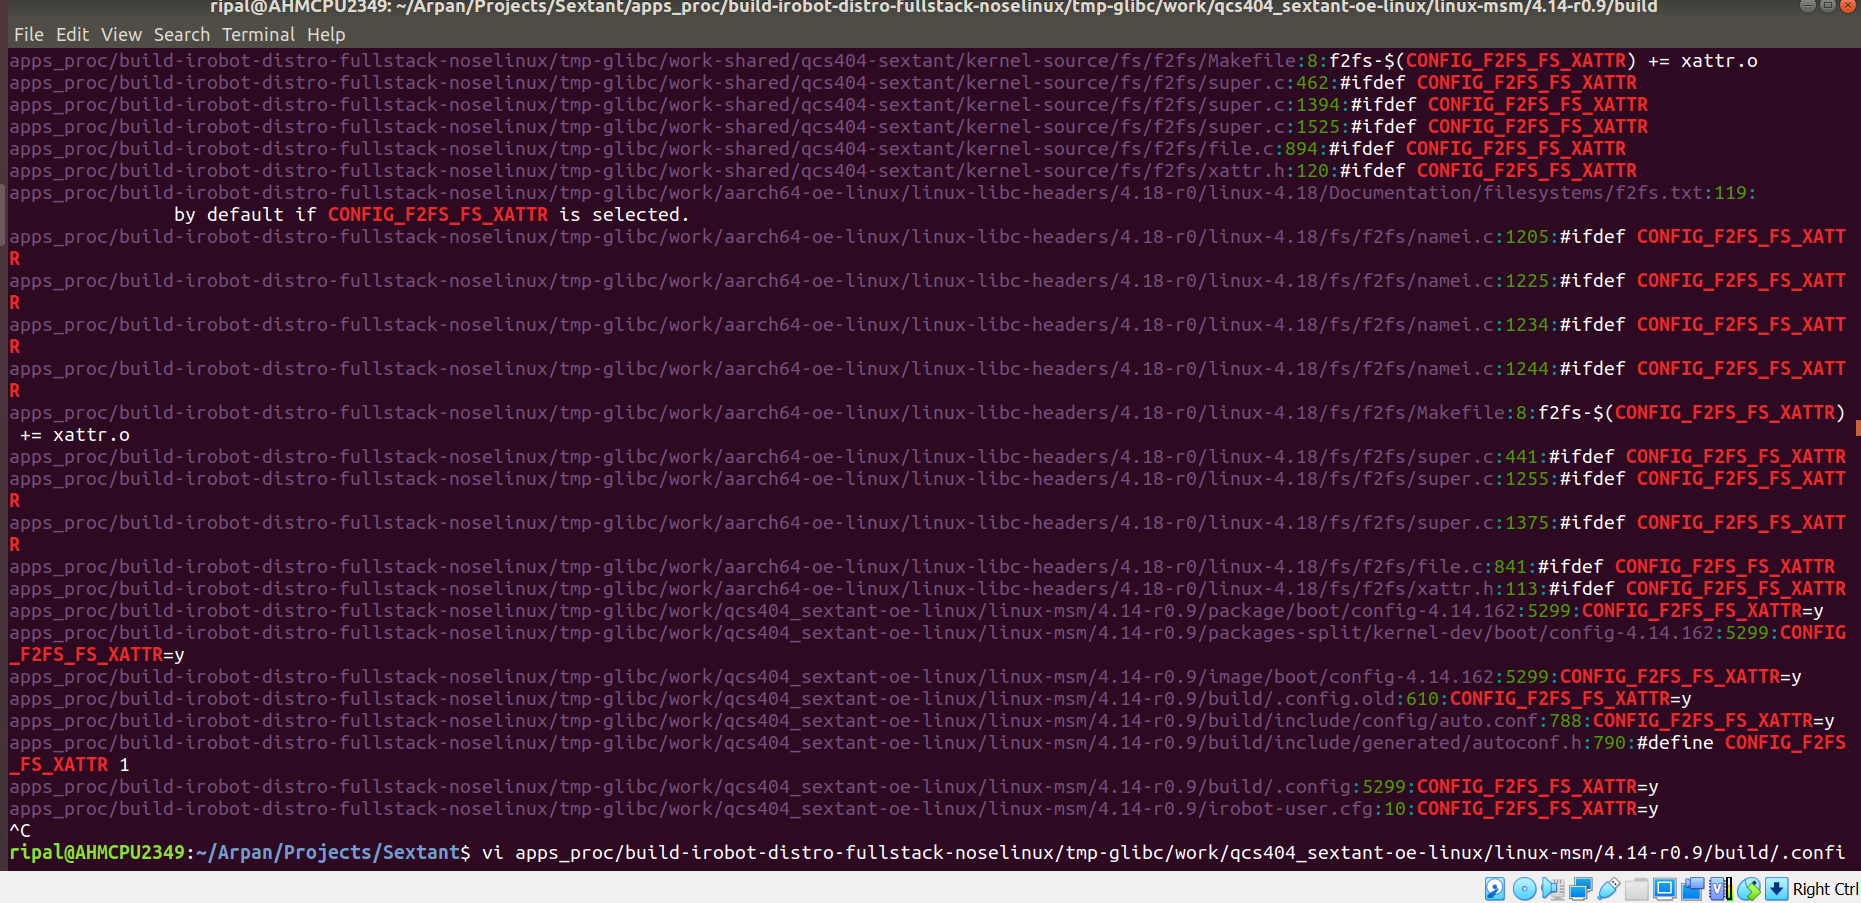 ripal@AHMCPU2349: ~/Arpan/Projects/Sextant/apps_proc/build-irobot-distro-fullstack-noselinux/tmp-glibc/work/qcs404_sextant-oe-linux/linux-msm/4.14-r0.9/build
File Edit View Search Terminal Help
apps_proc/build-irobot-distro-fullstack-noselinux/tmp-glibc/work-shared/qcs404-sextant/kernel-source/fs/f2fs/Makefile:8:f2fs-$(CONFIG_F2FS_FS_XATTR) += xattr.o
apps_proc/build-irobot-distro-fullstack-noselinux/tmp-glibc/work-shared/qcs404-sextant/kernel-source/fs/f2fs/super.c:462:#ifdef CONFIG_F2FS_FS_XATTR
apps_proc/build-irobot-distro-fullstack-noselinux/tmp-glibc/work-shared/qcs404-sextant/kernel-source/fs/f2fs/super.c:1394:#ifdef CONFIG_F2FS_FS_XATTR
apps_proc/build-irobot-distro-fullstack-noselinux/tmp-glibc/work-shared/qcs404-sextant/kernel-source/fs/f2fs/super.c:1525:#ifdef CONFIG_F2FS_FS_XATTR
apps_proc/build-irobot-distro-fullstack-noselinux/tmp-glibc/work-shared/qcs404-sextant/kernel-source/fs/f2fs/file.c:894:#ifdef CONFIG_F2FS_FS_XATTR
apps_proc/build-irobot-distro-fullstack-noselinux/tmp-glibc/work-shared/qcs404-sextant/kernel-source/fs/f2fs/xattr.h:120:#ifdef CONFIG_F2FS_FS_XATTR
apps_proc/build-irobot-distro-fullstack-noselinux/tmp-glibc/work/aarch64-oe-linux/linux-libc-headers/4.18-r0/linux-4.18/Documentation/filesystems/f2fs.txt:119:
by default if CONFIG_F2FS_FS_XATTR is selected.
apps_proc/build-irobot-distro-fullstack-noselinux/tmp-glibc/work/aarch64-oe-linux/linux-libc-headers/4.18-r0/linux-4.18/fs/f2fs/namei.c:1205:#ifdef CONFIG_F2FS_FS_XATT
R
apps_proc/build-irobot-distro-fullstack-noselinux/tmp-glibc/work/aarch64-oe-linux/linux-libc-headers/4.18-r0/linux-4.18/fs/f2fs/namei.c:1225:#ifdef CONFIG_F2FS_FS_XATT
R
apps_proc/build-irobot-distro-fullstack-noselinux/tmp-glibc/work/aarch64-oe-linux/linux-libc-headers/4.18-r0/linux-4.18/fs/f2fs/namei.c:1234:#ifdef CONFIG_F2FS_FS_XATT
R
apps_proc/build-irobot-distro-fullstack-noselinux/tmp-glibc/work/aarch64-oe-linux/linux-libc-headers/4.18-r0/linux-4.18/fs/f2fs/namei.c:1244:#ifdef CONFIG_F2FS_FS_XATT
R
apps_proc/build-irobot-distro-fullstack-noselinux/tmp-glibc/work/aarch64-oe-linux/linux-libc-headers/4.18-r0/linux-4.18/fs/f2fs/Makefile:8:f2fs-$(CONFIG_F2FS_FS_XATTR)
 += xattr.o
apps_proc/build-irobot-distro-fullstack-noselinux/tmp-glibc/work/aarch64-oe-linux/linux-libc-headers/4.18-r0/linux-4.18/fs/f2fs/super.c:441:#ifdef CONFIG_F2FS_FS_XATTR
apps_proc/build-irobot-distro-fullstack-noselinux/tmp-glibc/work/aarch64-oe-linux/linux-libc-headers/4.18-r0/linux-4.18/fs/f2fs/super.c:1255:#ifdef CONFIG_F2FS_FS_XATT
R
apps_proc/build-irobot-distro-fullstack-noselinux/tmp-glibc/work/aarch64-oe-linux/linux-libc-headers/4.18-r0/linux-4.18/fs/f2fs/super.c:1375:#ifdef CONFIG_F2FS_FS_XATT
R
apps_proc/build-irobot-distro-fullstack-noselinux/tmp-glibc/work/aarch64-oe-linux/linux-libc-headers/4.18-r0/linux-4.18/fs/f2fs/file.c:841:#ifdef CONFIG_F2FS_FS_XATTR
apps_proc/build-irobot-distro-fullstack-noselinux/tmp-glibc/work/aarch64-oe-linux/linux-libc-headers/4.18-r0/linux-4.18/fs/f2fs/xattr.h:113:#ifdef CONFIG_F2FS_FS_XATTR
apps_proc/build-irobot-distro-fullstack-noselinux/tmp-glibc/work/qcs404_sextant-oe-linux/linux-msm/4.14-r0.9/package/boot/config-4.14.162:5299:CONFIG_F2FS_FS_XATTR=y
apps_proc/build-irobot-distro-fullstack-noselinux/tmp-glibc/work/qcs404_sextant-oe-linux/linux-msm/4.14-r0.9/packages-split/kernel-dev/boot/config-4.14.162:5299:CONFIG
_F2FS_FS_XATTR=y
apps_proc/build-irobot-distro-fullstack-noselinux/tmp-glibc/work/qcs404_sextant-oe-linux/linux-msm/4.14-r0.9/image/boot/config-4.14.162:5299:CONFIG_F2FS_FS_XATTR=y
apps_proc/build-irobot-distro-fullstack-noselinux/tmp-glibc/work/qcs404_sextant-oe-linux/linux-msm/4.14-r0.9/build/.config.old:610:CONFIG_F2FS_FS_XATTR=y
apps_proc/build-irobot-distro-fullstack-noselinux/tmp-glibc/work/qcs404_sextant-oe-linux/linux-msm/4.14-r0.9/build/include/config/auto.conf:788:CONFIG_F2FS_FS_XATTR=y
apps_proc/build-irobot-distro-fullstack-noselinux/tmp-glibc/work/qcs404_sextant-oe-linux/linux-msm/4.14-r0.9/build/include/generated/autoconf.h:790:#define CONFIG_F2FS
_FS_XATTR 1
apps_proc/build-irobot-distro-fullstack-noselinux/tmp-glibc/work/qcs404_sextant-oe-linux/linux-msm/4.14-r0.9/build/.config:5299:CONFIG_F2FS_FS_XATTR=y
apps_proc/build-irobot-distro-fullstack-noselinux/tmp-glibc/work/qcs404_sextant-oe-linux/linux-msm/4.14-r0.9/irobot-user.cfg:10:CONFIG_F2FS_FS_XATTR=y
^C
ripal@AHMCPU2349:~/Arpan/Projects/Sextant$ vi apps_proc/build-irobot-distro-fullstack-noselinux/tmp-glibc/work/qcs404_sextant-oe-linux/linux-msm/4.14-r0.9/build/.confi
Right Ctrl